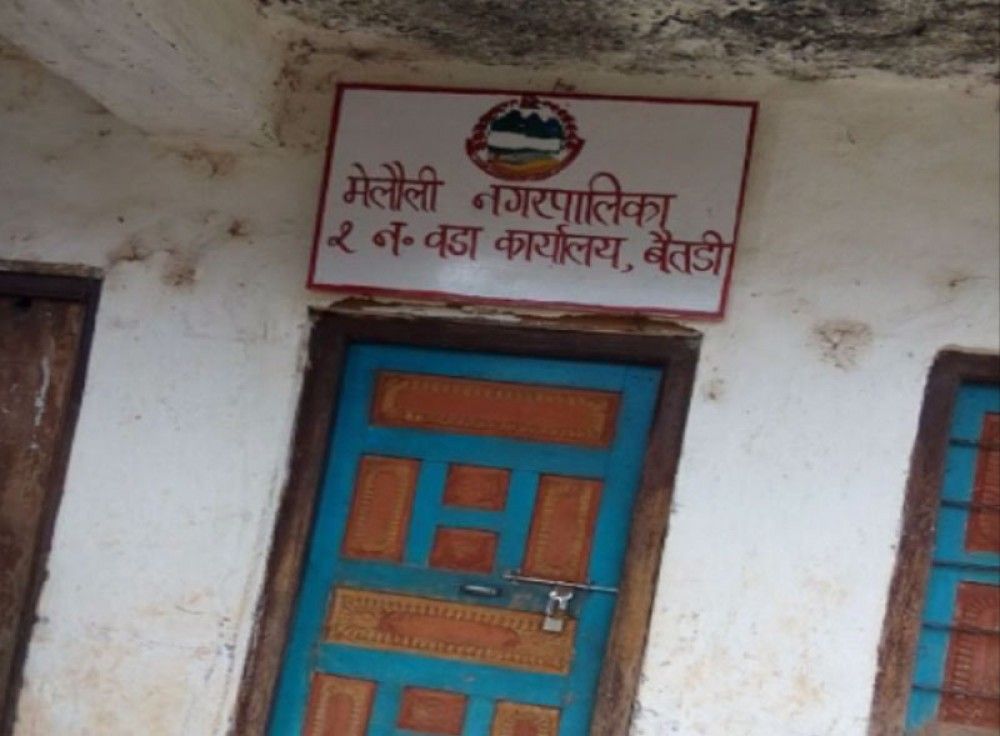 मेलौली नगरपालिका
२ न॰ वडा कार्यालय, बैतडी